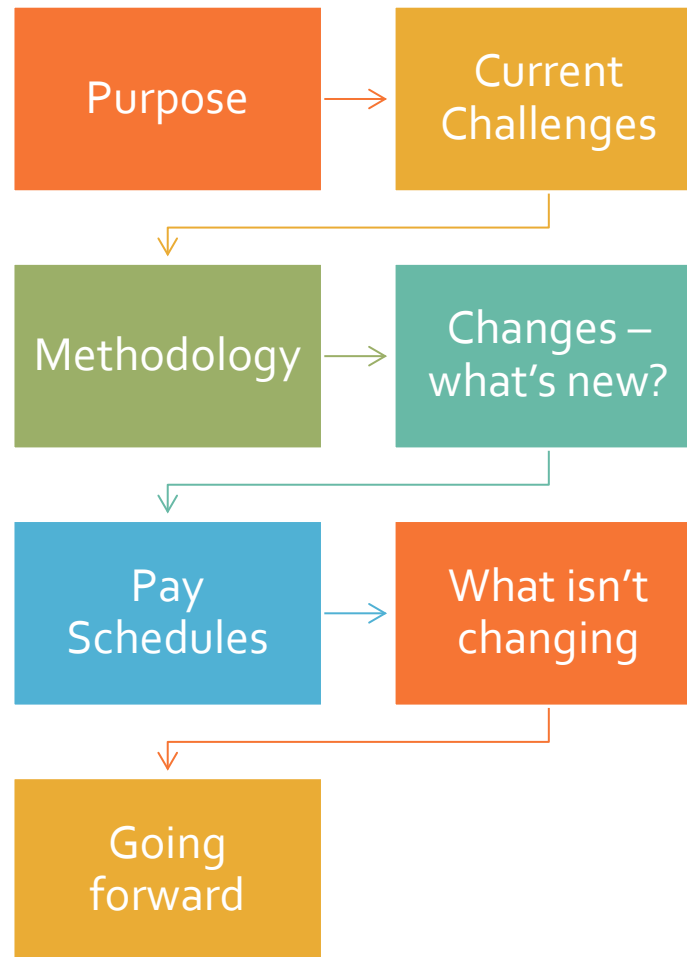 Purpose
Current
Challenges
Methodology
Changes –
what’s new?
Pay
Schedules
What isn’t
changing
Going
forward